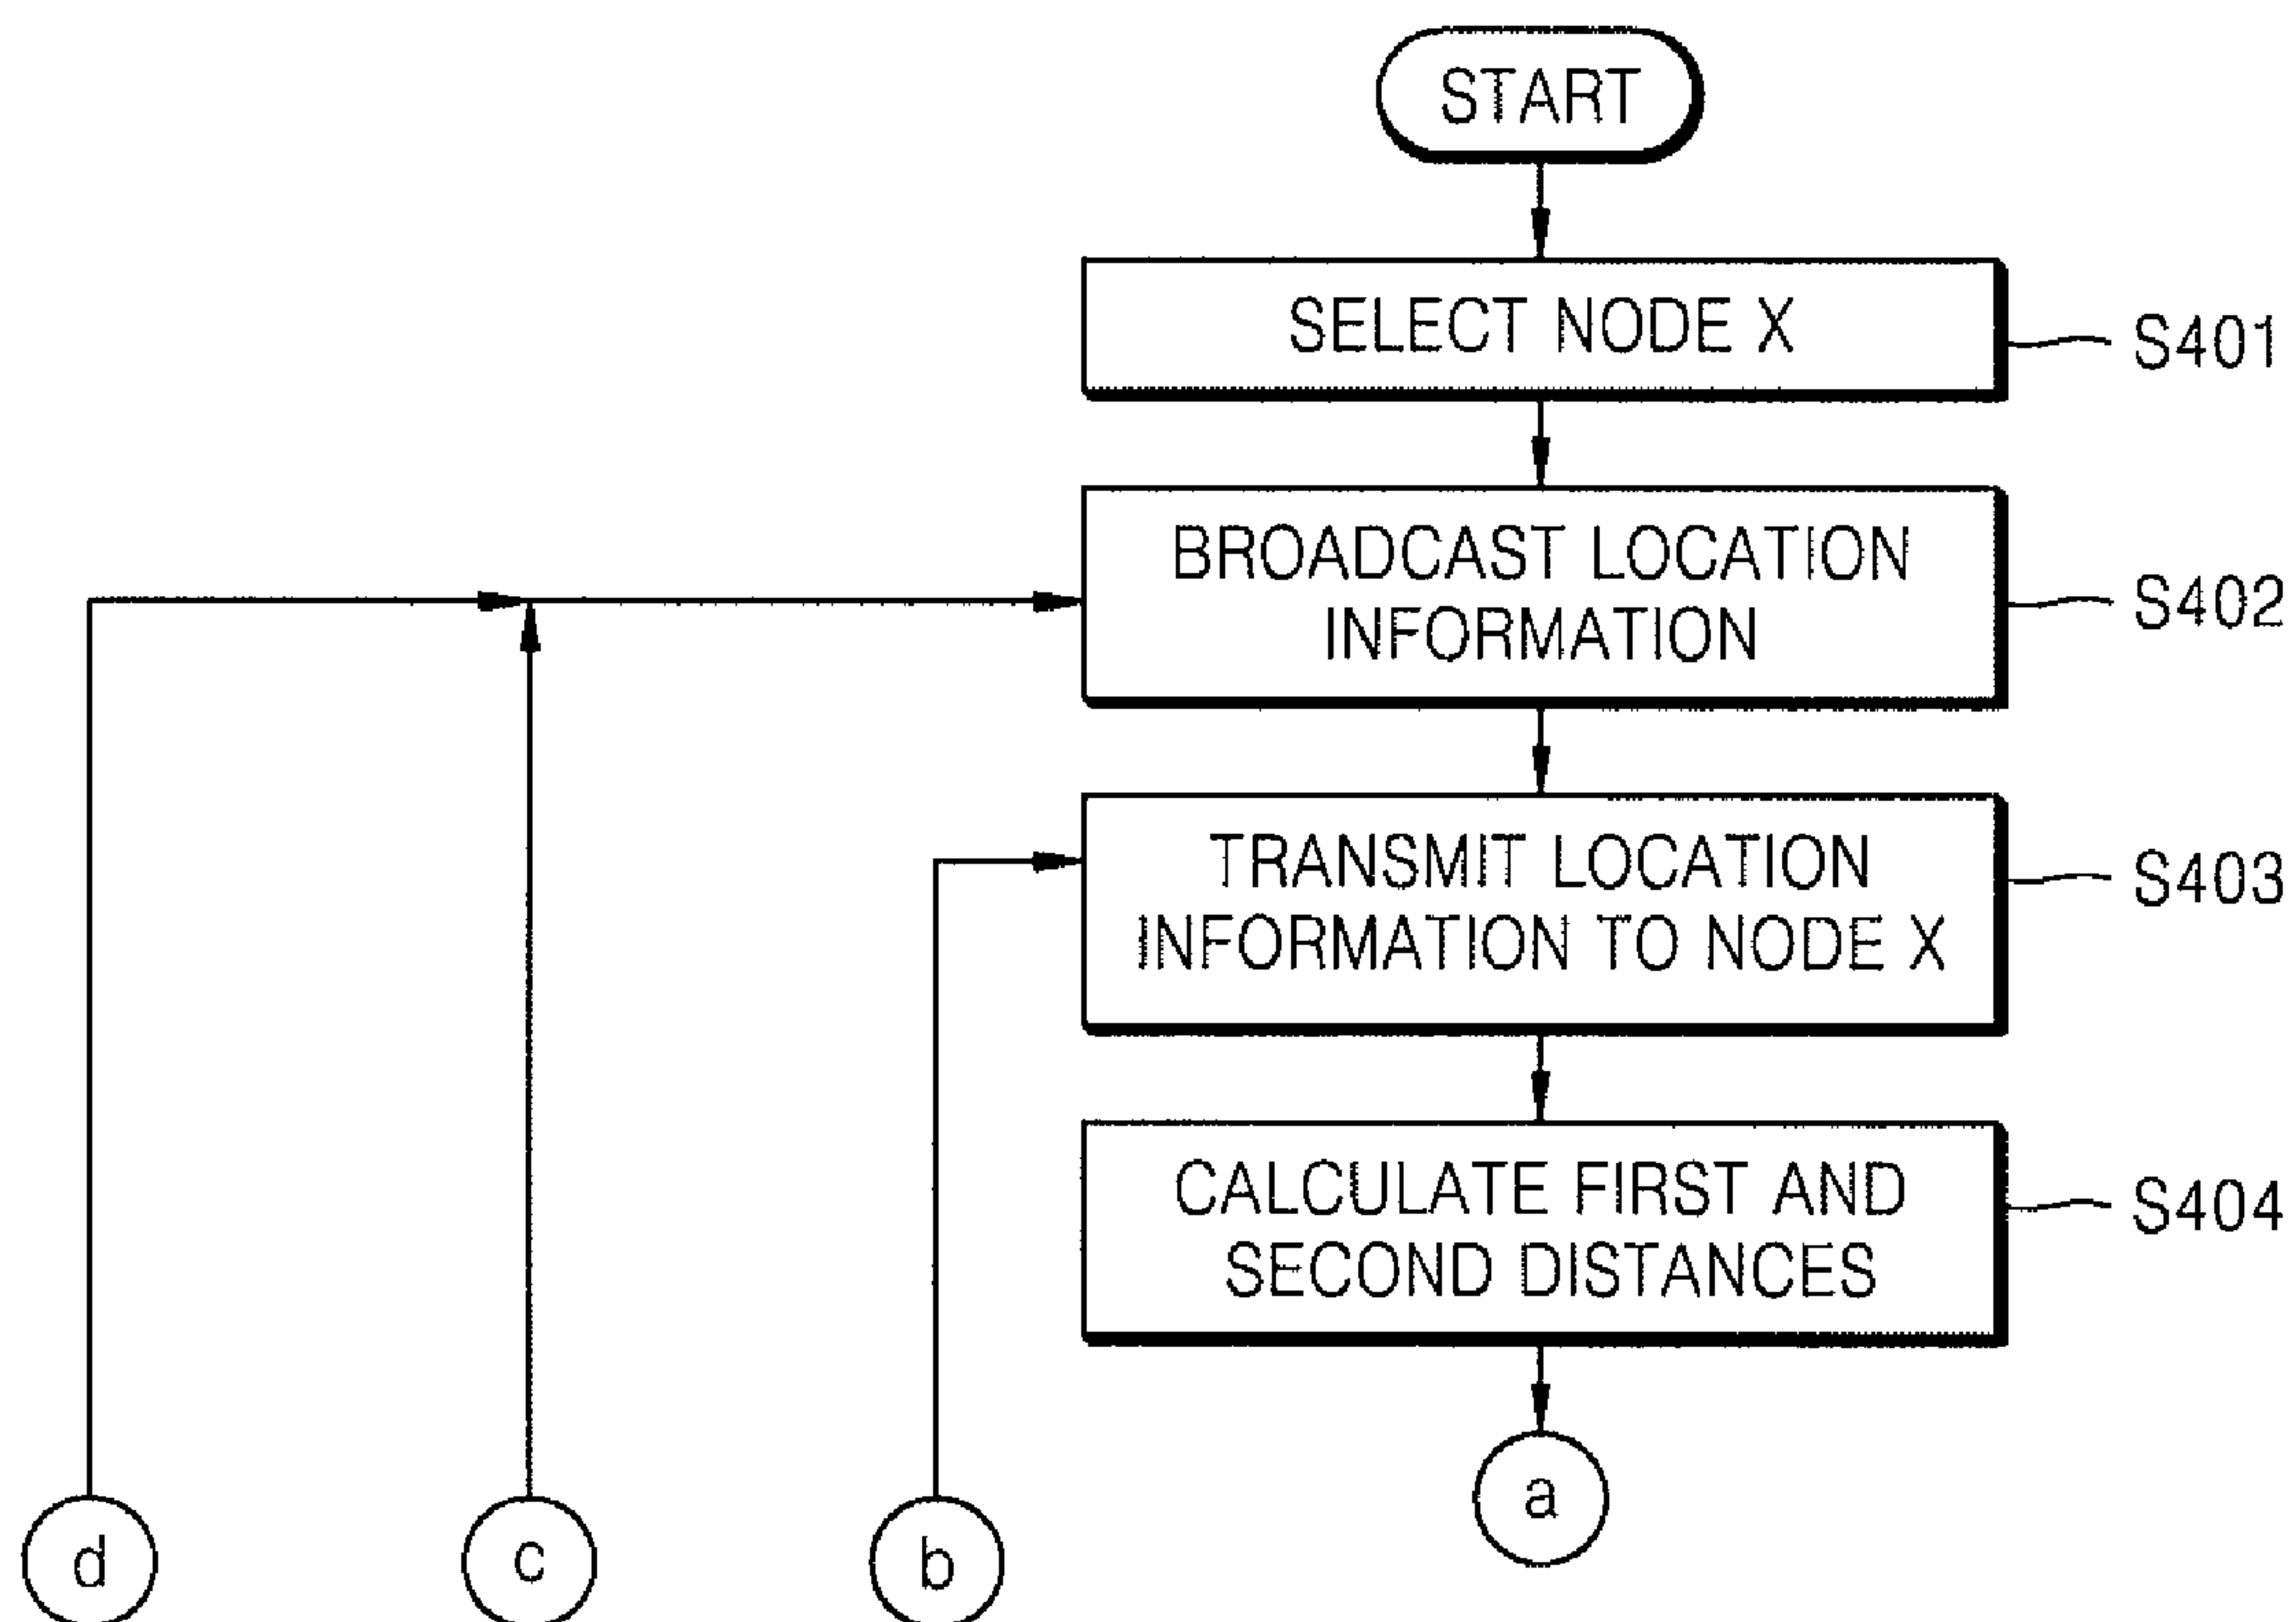 START
SELECT NODE X
S401
BROADCAST LOCATION
INFORMATION
S402
TRANSMIT LOCATION
INFORMATION TO NODE X
S403
CALCULATE FIRST AND
SECOND DISTANCES
S404
d
c
b
a